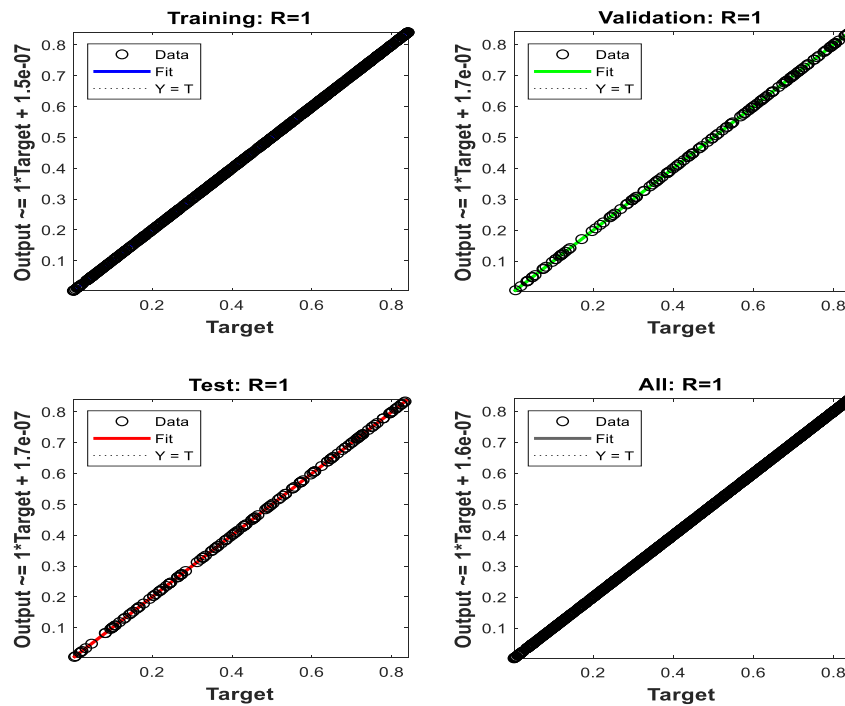 Training: R=1
Output ~= 1*Target + 1.5e-07
0.8
0.7
0.6
0.5
0.4
0.3
0.2
0.1
Data
Fit
Y = T
0.2
0.4
0.6
0.8
Target
Validation: R=1
Output ~= 1*Target + 1.7e-07
0.8
0.7
0.6
0.5
0.4
0.3
0.2
0.1
Data
Fit
Y = T
0.2
0.4
0.6
0.8
Target
Test: R=1
Output ~= 1*Target + 1.7e-07
0.8
0.7
0.6
0.5
0.4
0.3
0.2
0.1
Data
Fit
Y = T
0.2
0.4
0.6
0.8
Target
All: R=1
Output ~= 1*Target + 1.6e-07
0.8
0.7
0.6
0.5
0.4
0.3
0.2
0.1
Data
Fit
Y = T
0.2
0.4
0.6
0.8
Target